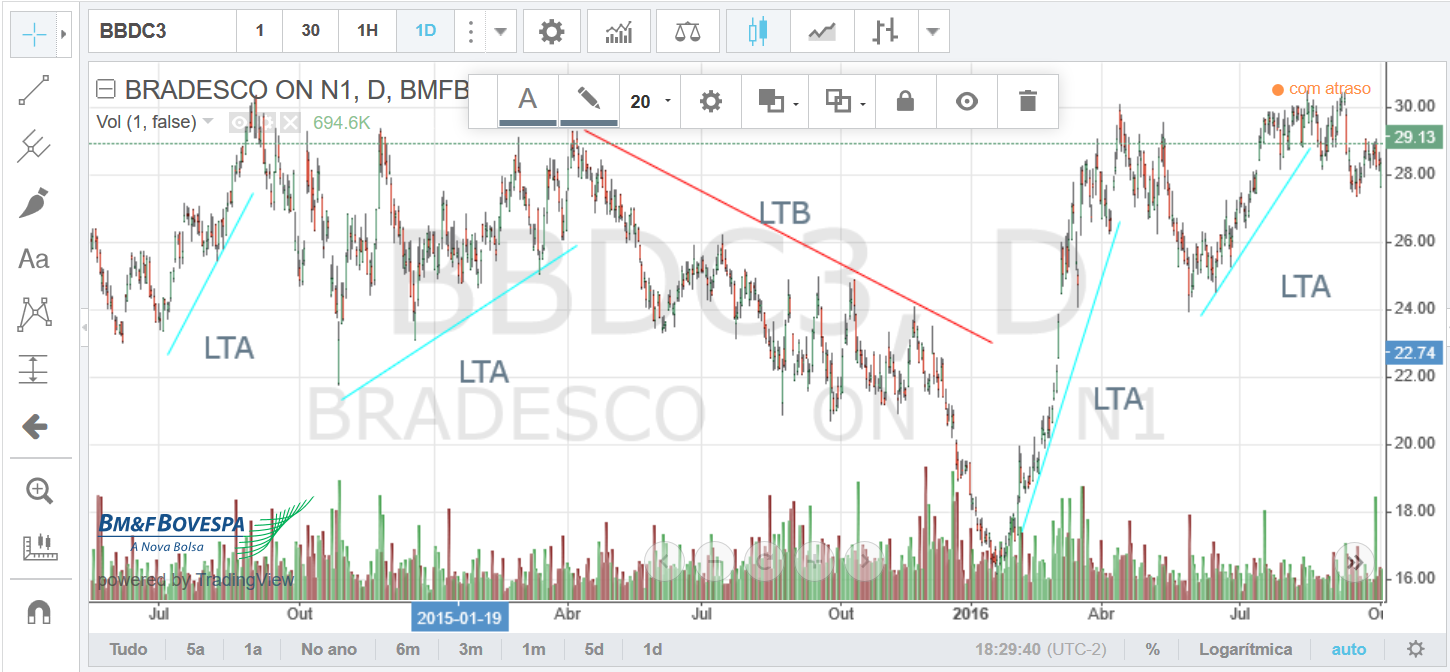 BBDC3 1 30 1H 1D
BRADESCO ON N1, D, BMFB
A 20
com atraso
Vol (1, false) 694.6K
30.00
29.13
28.00
26.00
24.00
22.74
22.00
20.00
18.00
16.00
Aa
LTB
LTA
LTA
LTA
LTA
BBDC3, D
BRADESCO ON N1
BM&FBOVESPA
A Nova Bolsa
powered by TradingView
Jul Out 2015-01-19 Abr Jul Out 2016 Abr Jul
Tudo 5a 1a No ano 6m 3m 1m 5d 1d 18:29:40 (UTC-2) % Logarítmica auto